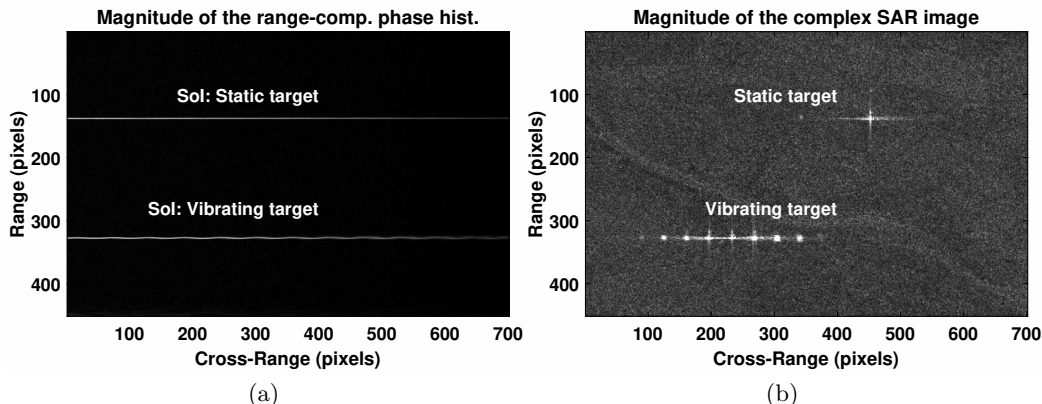 Magnitude of the range-comp. phase hist.
Sol: Static target
Sol: Vibrating target
100
200
300
400
Range (pixels)
100 200 300 400 500 600 700
Cross-Range (pixels)
(a)
Magnitude of the complex SAR image
Static target
Vibrating target
100
200
300
400
Range (pixels)
100 200 300 400 500 600 700
Cross-Range (pixels)
(b)